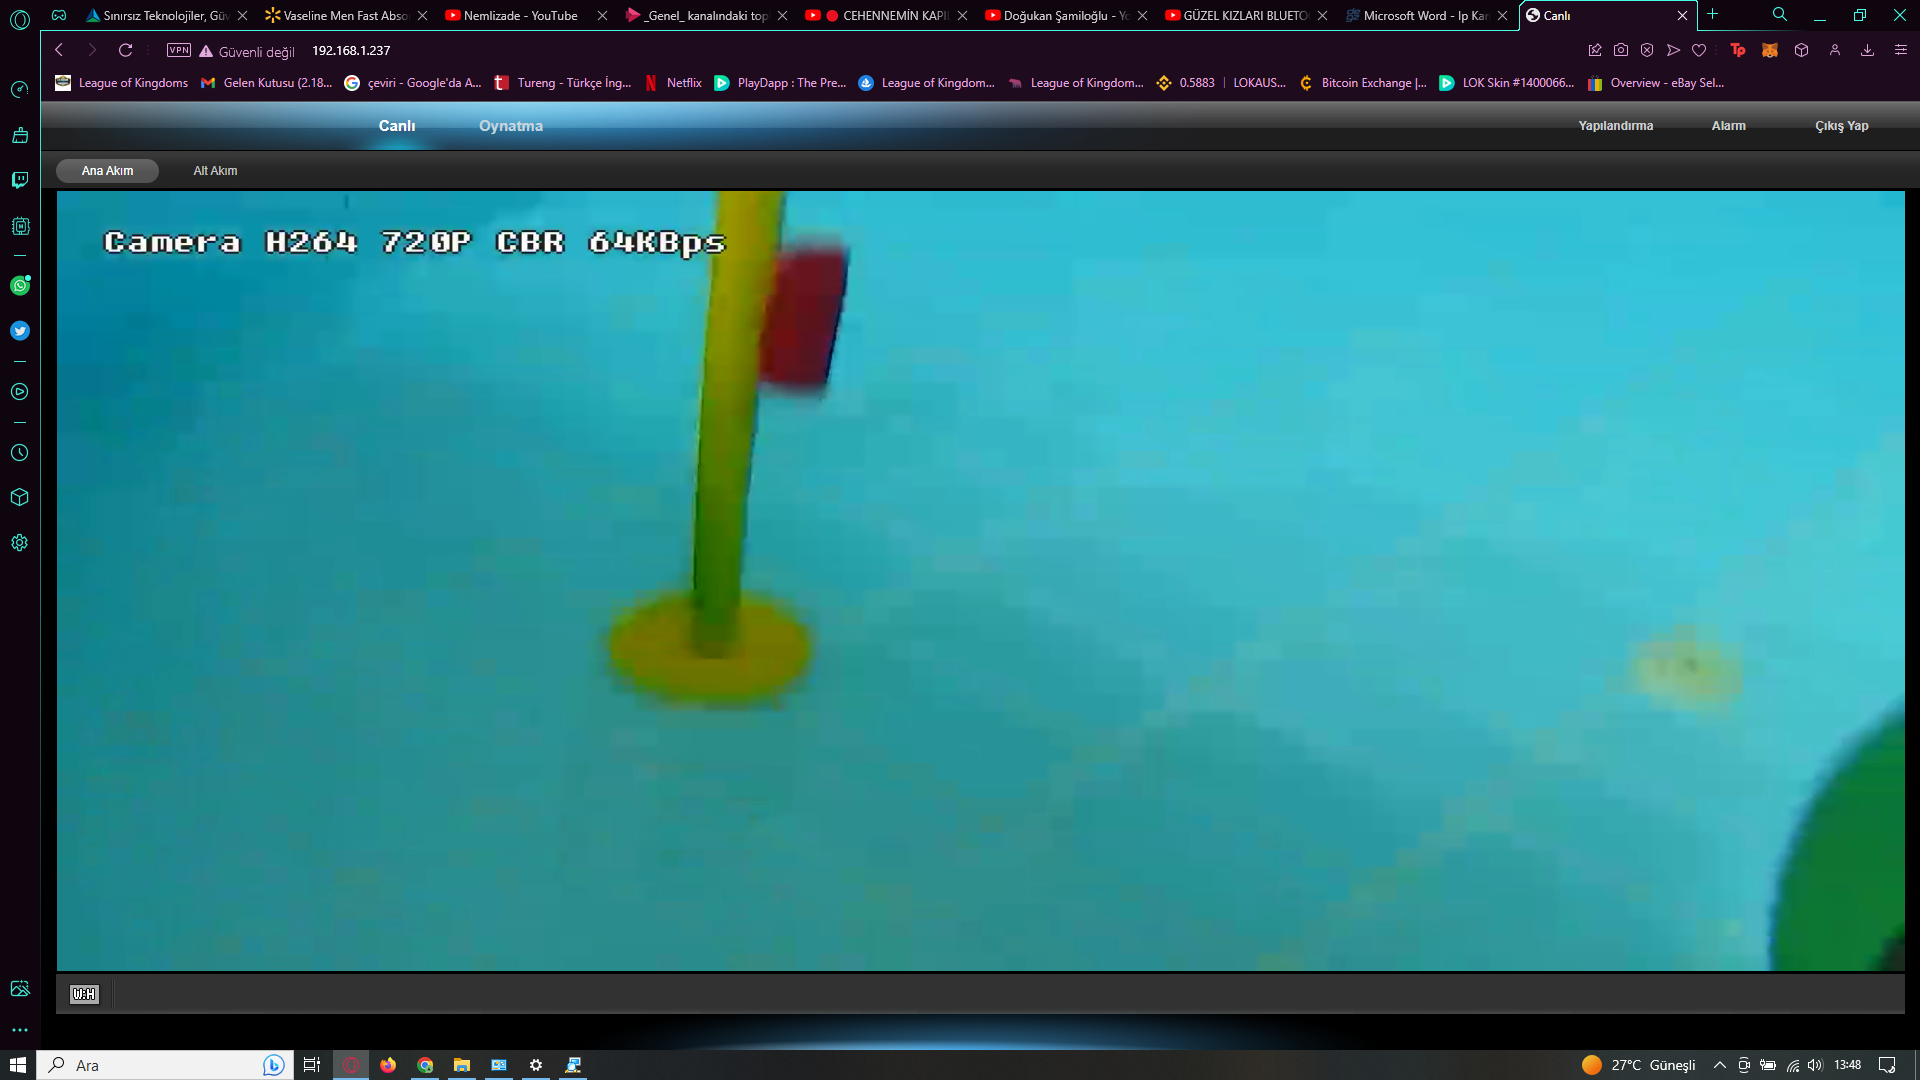 Sınırsız Teknolojiler, Gü
Vaseline Men Fast Abso
Nemlizade - YouTube
_Genel_ kanalındaki top
CEHENNEMİN KAPI
Doğukan Şamiloğlu - Yo
GÜZEL KIZLARI BLUETO
Microsoft Word - Ip Kar
Canlı
VPN
Güvenli değil
192.168.1.237
League of Kingdoms
Gelen Kutusu (2.18...
çeviri - Google'da A...
Tureng - Türkçe İng...
Netflix
PlayDapp : The Pre...
League of Kingdom...
League of Kingdom...
0.5883 | LOKAUS...
Bitcoin Exchange |...
LOK Skin #1400066...
Overview - eBay Sel...
Canlı
Oynatma
Yapılandırma
Alarm
Çıkış Yap
Ana Akım
Alt Akım
Camera H264 720P CBR 64KBps
W:H
Ara
27°C Güneşli
13:48